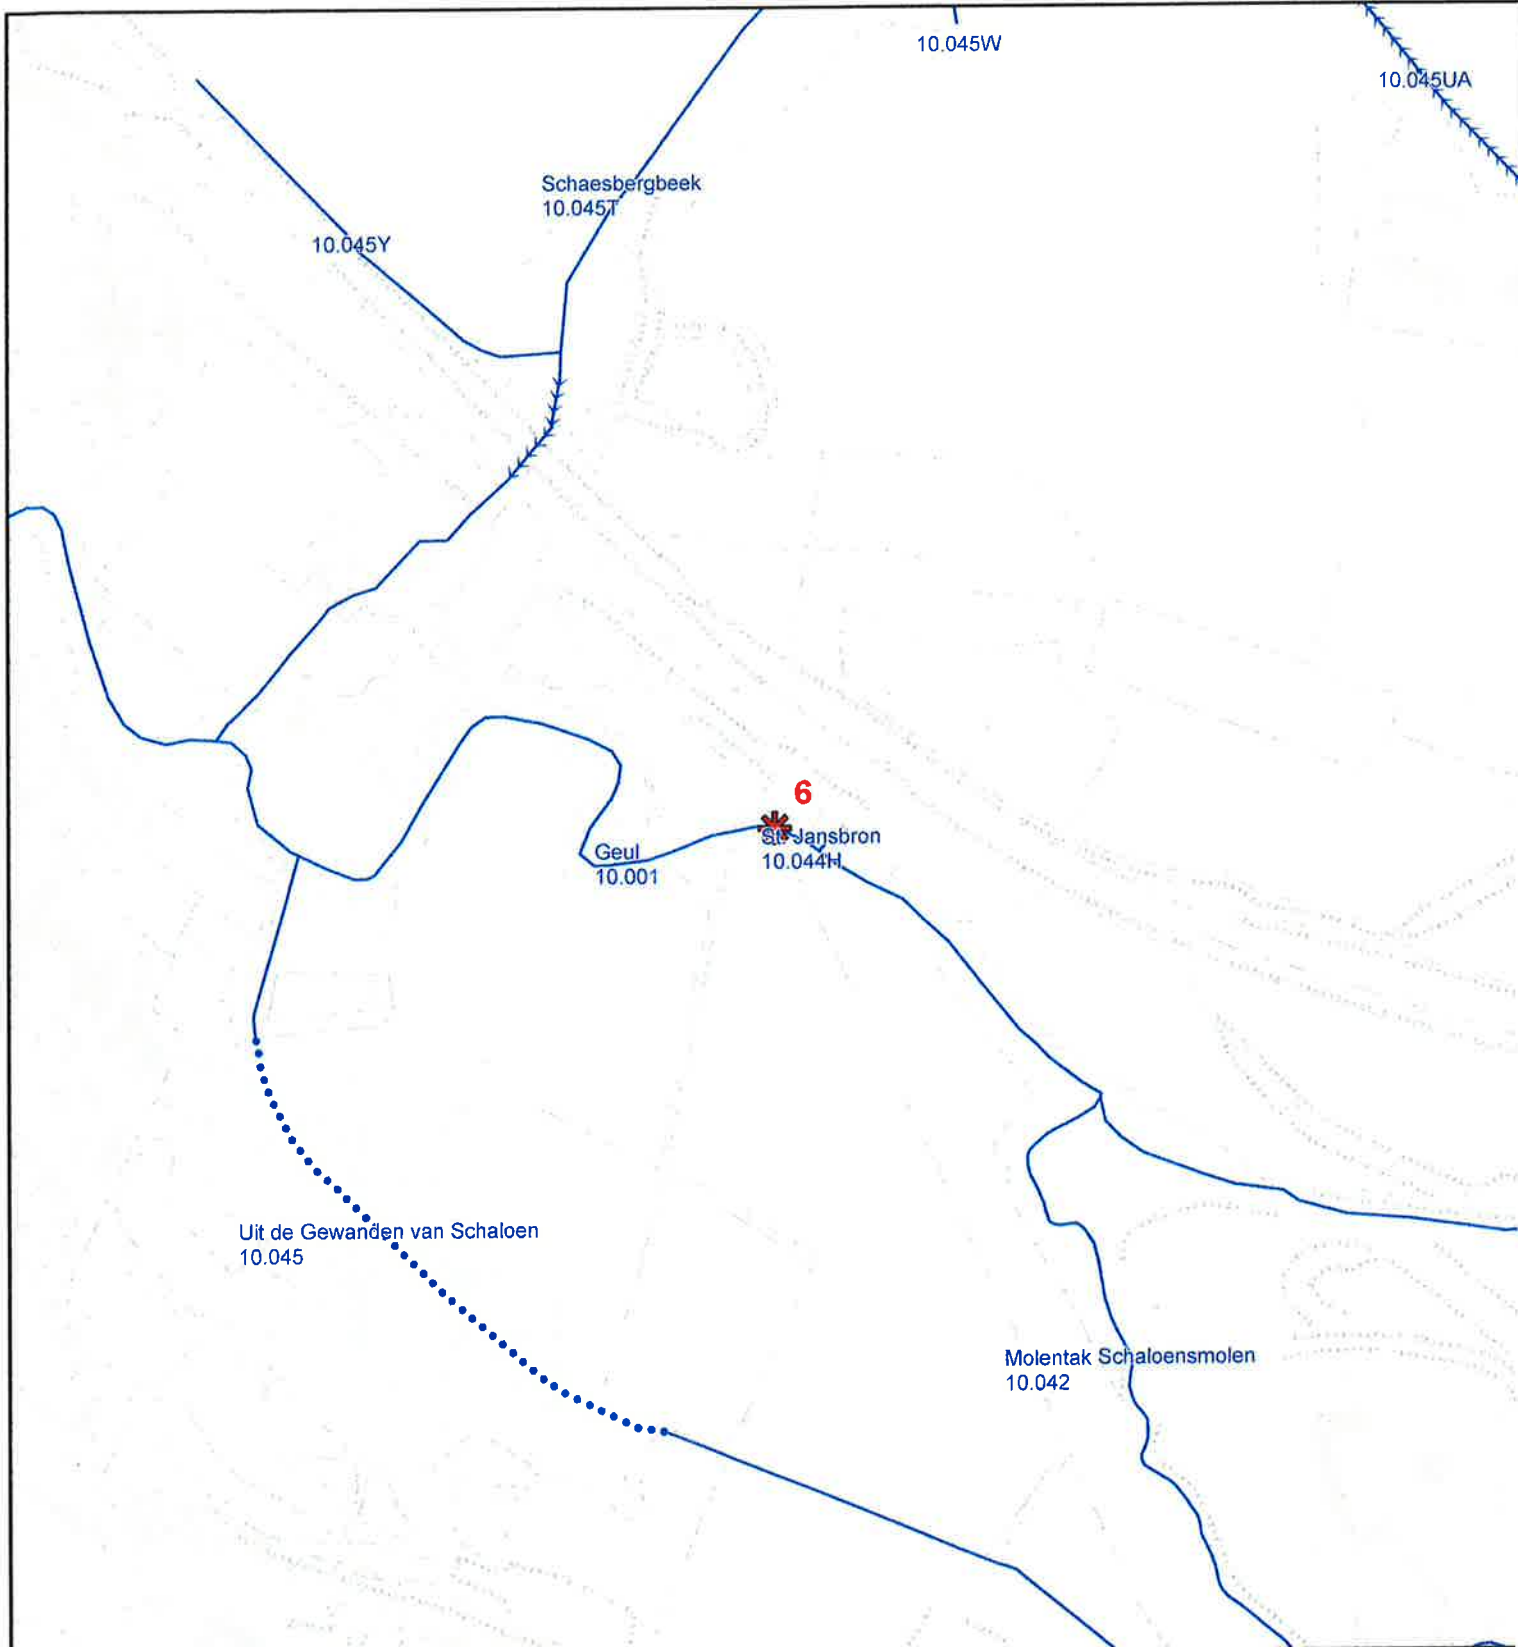 10.045W
10.045UA
Schaesbergbeek
10.045T
10.045Y
6
St. Jansbron
10.044H
Geul
10.001
Uit de Gewanden van Schaloen
10.045
Molentak Schaloensmolen
10.042